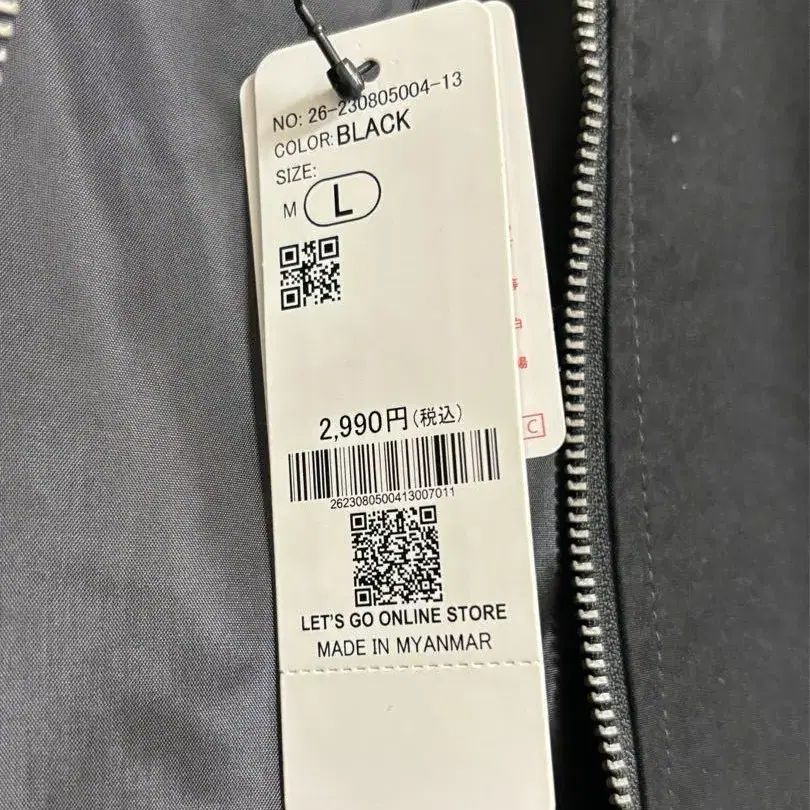 NO: 26-230805004-13
COLOR: BLACK
SIZE:
M L
2,990円(税込)
2623080500413007011
LET'S GO ONLINE STORE
MADE IN MYANMAR
C